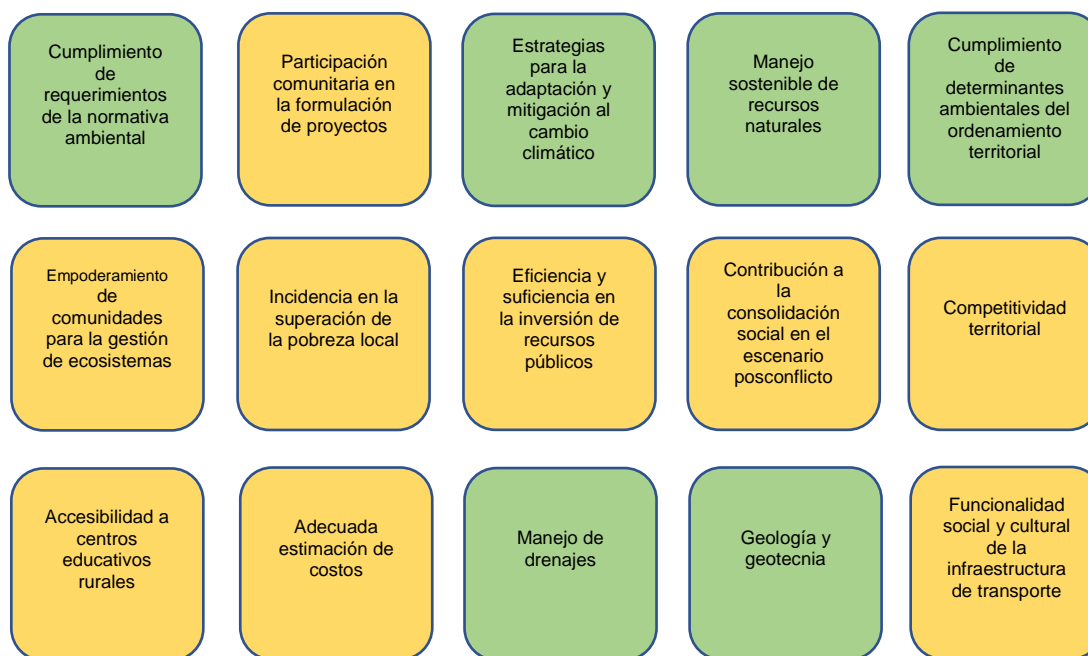 Cumplimiento
de
requerimientos
de la normativa
ambiental
Participación
comunitaria en
la formulación
de proyectos
Estrategias
para la
adaptación y
mitigación al
cambio
climático
Manejo
sostenible de
recursos
naturales
Cumplimiento
de
determinantes
ambientales del
ordenamiento
territorial
Empoderamiento
de
comunidades
para la gestión
de ecosistemas
Incidencia en la
superación de
la pobreza local
Eficiencia y
suficiencia en
la inversión de
recursos
públicos
Contribución a
la
consolidación
social en el
escenario
posconflicto
Competitividad
territorial
Accesibilidad a
centros
educativos
rurales
Adecuada
estimación de
costos
Manejo de
drenajes
Geología y
geotecnia
Funcionalidad
social y cultural
de la
infraestructura
de transporte